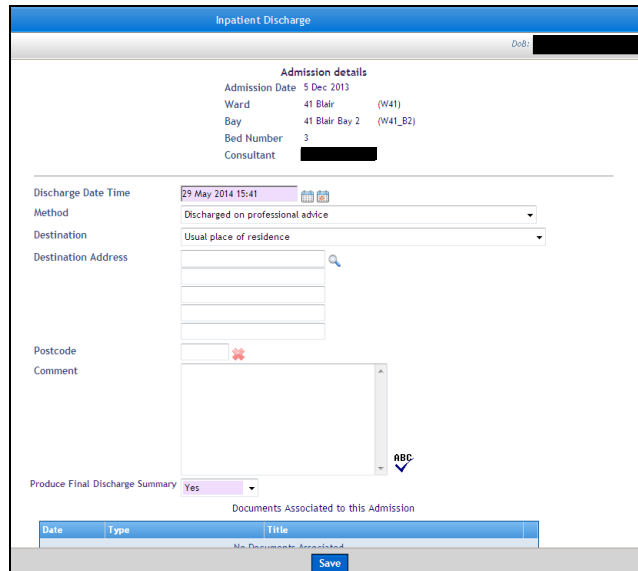 Inpatient Discharge
DoB:
Admission details
Admission Date 5 Dec 2013
Ward 41 Blair (W41)
Bay 41 Blair Bay 2 (W41_B2)
Bed Number 3
Consultant
Discharge Date Time 29 May 2014 15:41
Method Discharged on professional advice
Destination Usual place of residence
Destination Address
Postcode
Comment
ABC
Produce Final Discharge Summary Yes
Documents Associated to this Admission
Date Type Title
No Documents Associated
Save